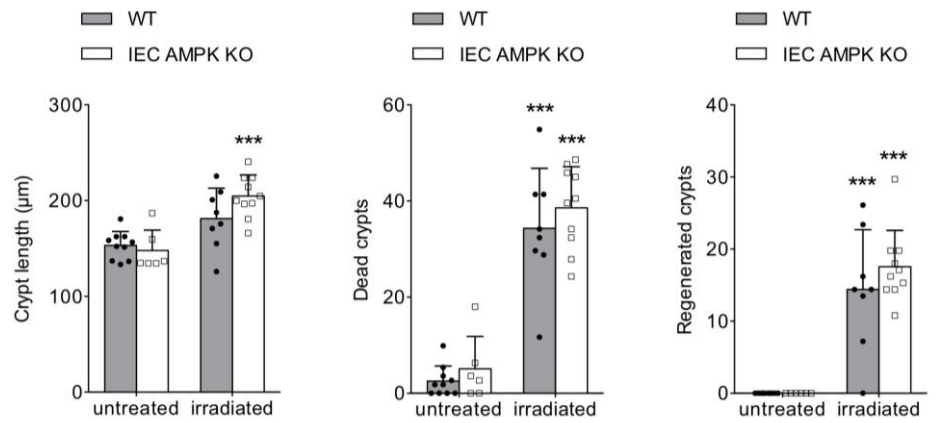 WT
IEC AMPK KO
300
200
100
0
Crypt length (µm)
***
untreated irradiated
WT
IEC AMPK KO
60
40
20
0
Dead crypts
***
***
untreated irradiated
WT
IEC AMPK KO
40
30
20
10
0
Regenerated crypts
***
***
untreated irradiated